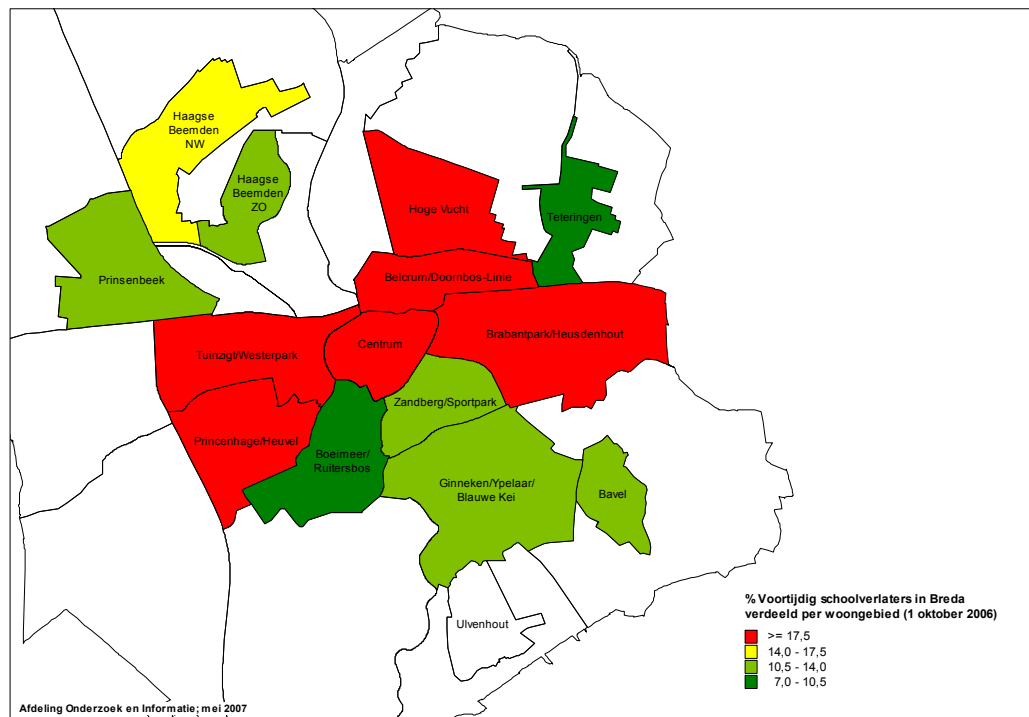 Haagse
Beemden
NW
Haagse
Beemden
ZO
Hoge Vucht
Teteringen
Prinsenbeek
Belcrum/Doornbos-Linie
Brabantpark/Heusdenhout
Centrum
Tuinzigt/Westerpark
Zandberg/Sportpark
Princenhage/Heuvel
Boeimeer/
Ruitersbos
Ginneken/Ypelaar/
Blauwe Kei
Bavel
Ulvenhout
% Voortijdig schoolverlaters in Breda
verdeeld per woongebied (1 oktober 2006)
>= 17,5
14,0 - 17,5
10,5 - 14,0
7,0 - 10,5
Afdeling Onderzoek en Informatie; mei 2007